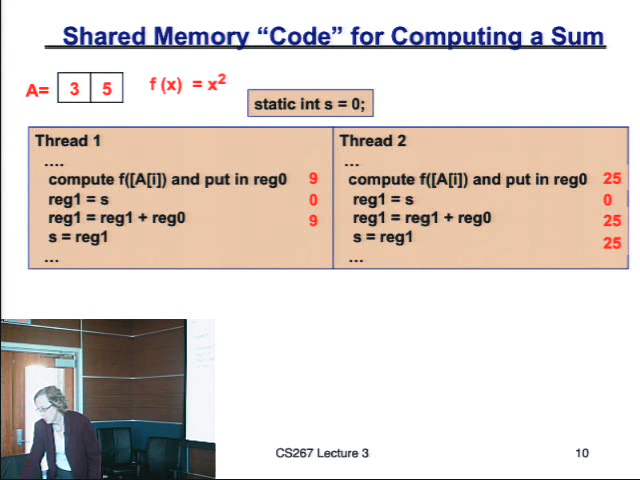 Shared Memory “Code” for Computing a Sum
A= 3 5 f (x) = x²
static int s = 0;
Thread 1
....
compute f([A[i]) and put in reg0 9
reg1 = s 0
reg1 = reg1 + reg0 9
s = reg1
...
Thread 2
...
compute f([A[i]) and put in reg0 25
reg1 = s 0
reg1 = reg1 + reg0 25
s = reg1 25
...
CS267 Lecture 3 10